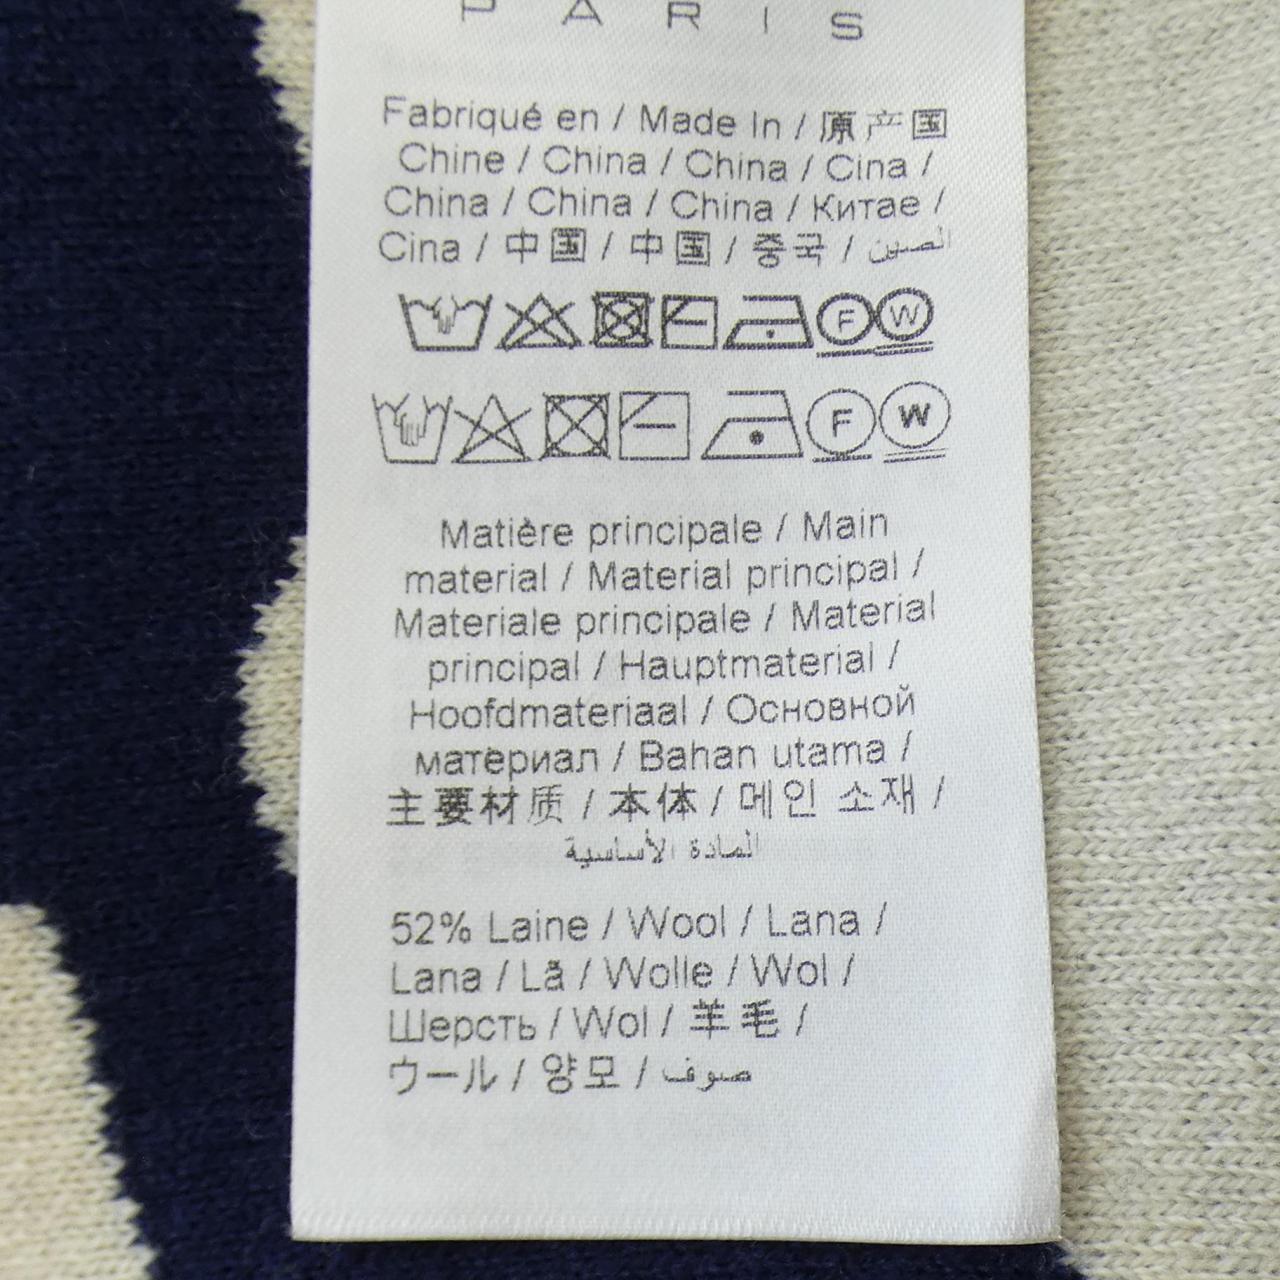 PARIS
Fabriqué en / Made In / 原产国
Chine / China / China / Cina /
China / China / China / Китае /
Cina / 中国 / 中国 / 중국 / الصين
F W
F W
Matière principale / Main
material / Material principal /
Materiale principale / Material
principal / Hauptmaterial /
Hoofdmateriaal / Основной
материал / Bahan utama /
主要材质 / 本体 / 메인 소재 /
المادة الأساسية
52% Laine / Wool / Lana /
Lana / Lã / Wolle / Wol /
Шерсть / Wol / 羊毛 /
ウール / 양모 / صوف